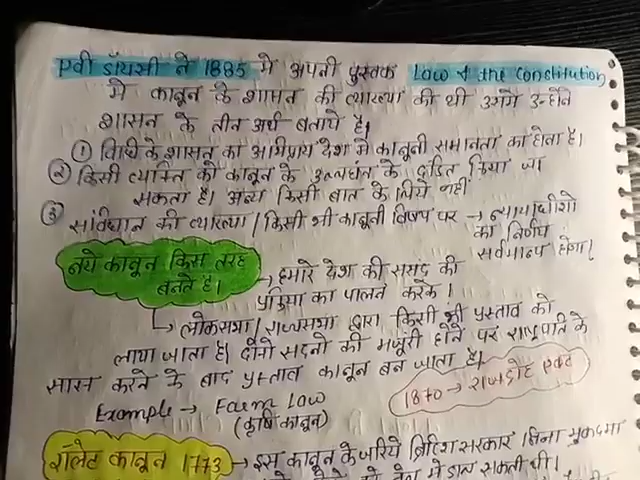 एवी डॉयसी ने 1885 में अपनी पुस्तक Law & the Constitution
में कानून के शासन की व्याख्या की थी उसमे उन्होंने
शासन के तीन अर्थ बताये है।
① विधि के शासन का अभिप्राय देश मे कानूनी समानता का होता है।
② किसी व्यक्ति को कानून के उल्लघंन के दंडित किया जा
सकता है। अन्य किसी बात के लिये नहीं
③ संविधान की व्याख्या / किसी भी कानूनी विषय पर → न्यायाधीशो
का निर्णय
सर्वमान्य होगा।
नये कानून किस तरह
बनते है।
→ हमारे देश की संसद की
प्रक्रिया का पालन करके।
→ लोकसभा / राज्यसभा द्वारा किसी भी प्रस्ताव को
लाया जाता है। दोनो सदनो की मंजूरी होने पर राष्ट्रपति के
साइन करने के बाद प्रस्ताव कानून बन जाता है।
1870 → राजद्रोह एक्ट
Example → Farm Law
(कृषि कानून)
रॉलेट कानून 1773 → इस कानून के जरिये ब्रिटिश सरकार बिना मुकदमा
जेल में डाल सकती थी।